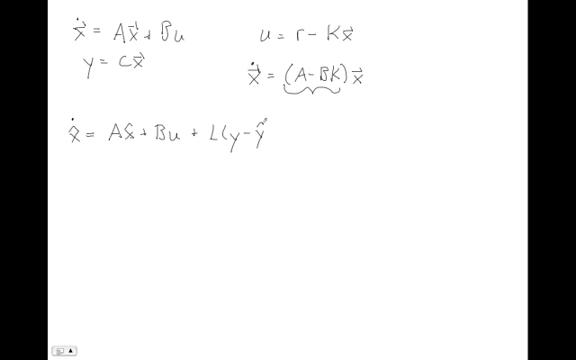 ẋ⃗ = Ax⃗ + Bu
y = Cx⃗
u = r - Kx⃗
ẋ⃗ = (A-BK)x⃗
ẋ̂ = Ax̂ + Bu + L(y-ŷ